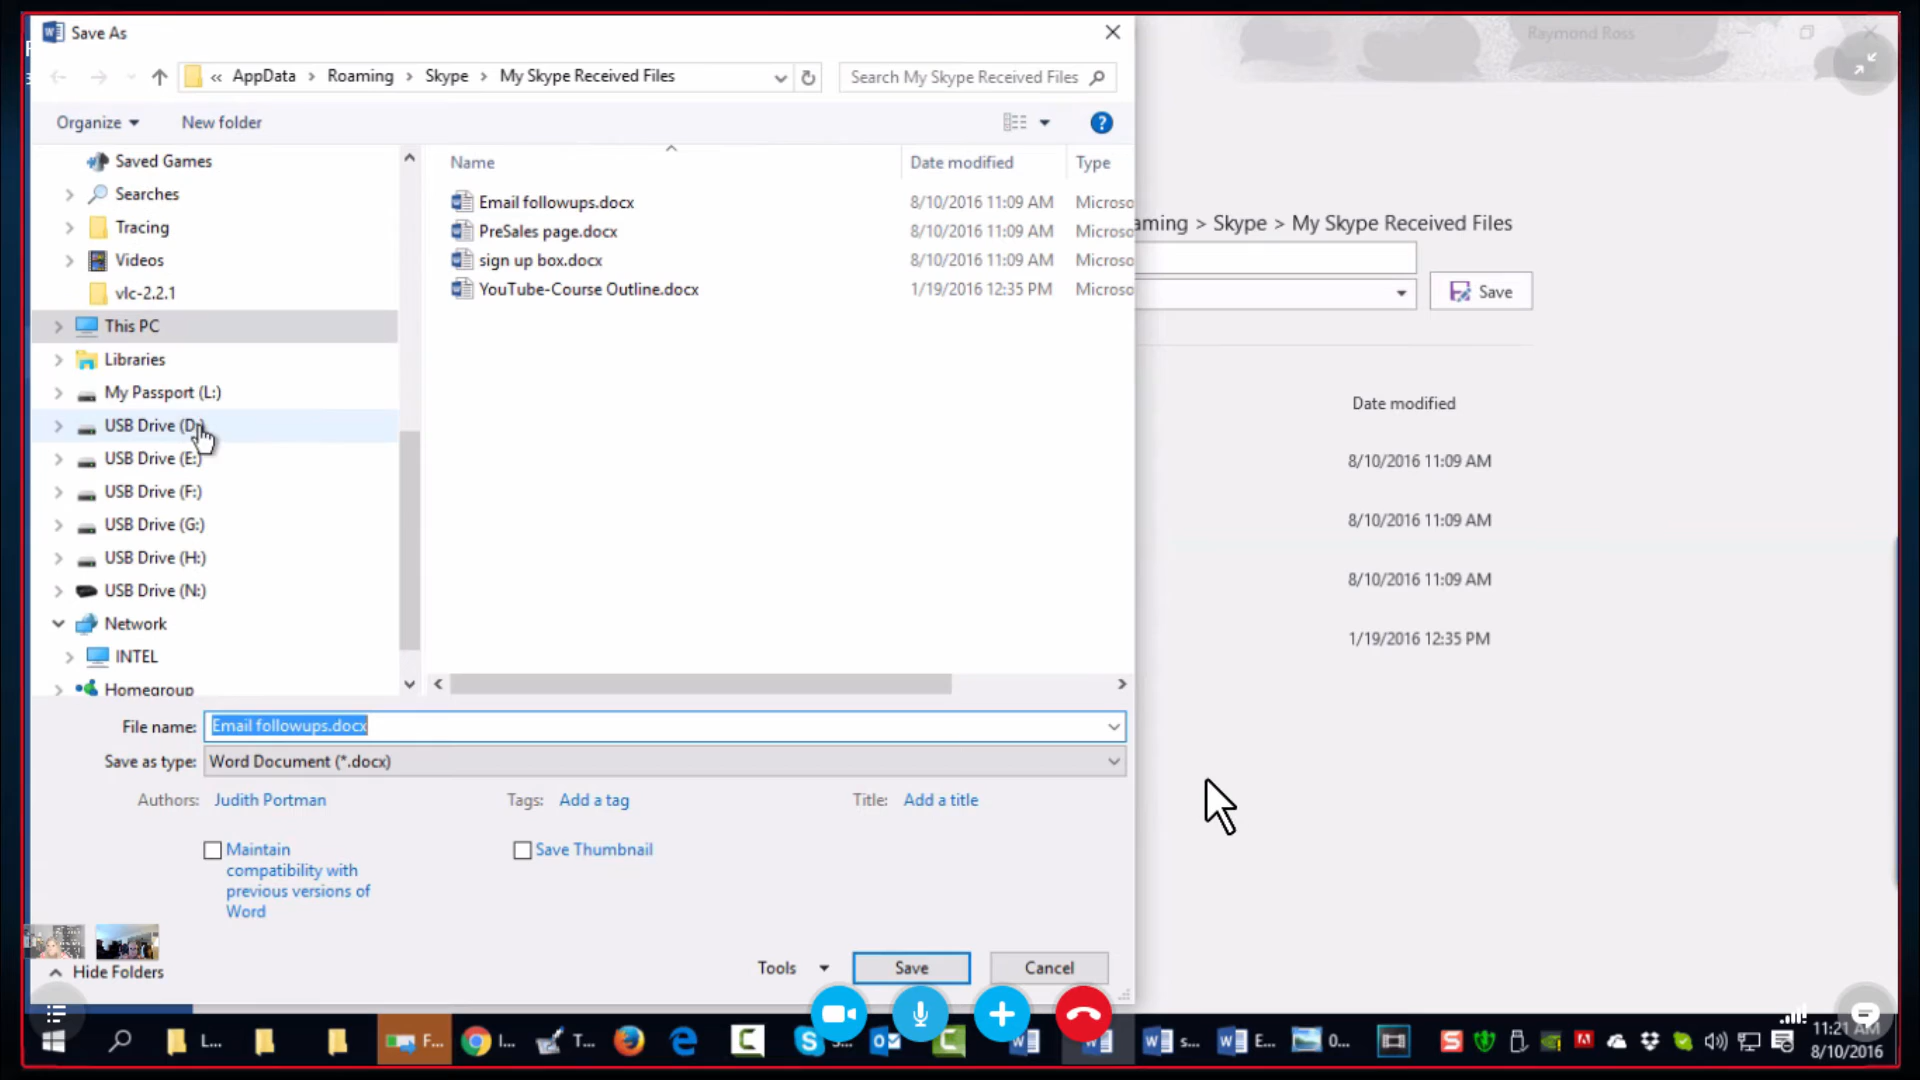 Save As
Raymond Ross
« AppData > Roaming > Skype > My Skype Received Files
Search My Skype Received Files
Organize
New folder
Saved Games
Searches
Tracing
Videos
vlc-2.2.1
This PC
Libraries
My Passport (L:)
USB Drive (D:)
USB Drive (E:)
USB Drive (F:)
USB Drive (G:)
USB Drive (H:)
USB Drive (N:)
Network
INTEL
Homegroup
Name Date modified Type
Email followups.docx 8/10/2016 11:09 AM Microso
PreSales page.docx 8/10/2016 11:09 AM Microso
sign up box.docx 8/10/2016 11:09 AM Microso
YouTube-Course Outline.docx 1/19/2016 12:35 PM Microso
aming > Skype > My Skype Received Files
Save
Date modified
8/10/2016 11:09 AM
8/10/2016 11:09 AM
8/10/2016 11:09 AM
1/19/2016 12:35 PM
File name: Email followups.docx
Save as type: Word Document (*.docx)
Authors: Judith Portman Tags: Add a tag Title: Add a title
Maintain
compatibility with
previous versions of
Word
Save Thumbnail
Hide Folders
Tools Save Cancel
L... F... I... T... S... s... E... 0...
11:21 AM
8/10/2016